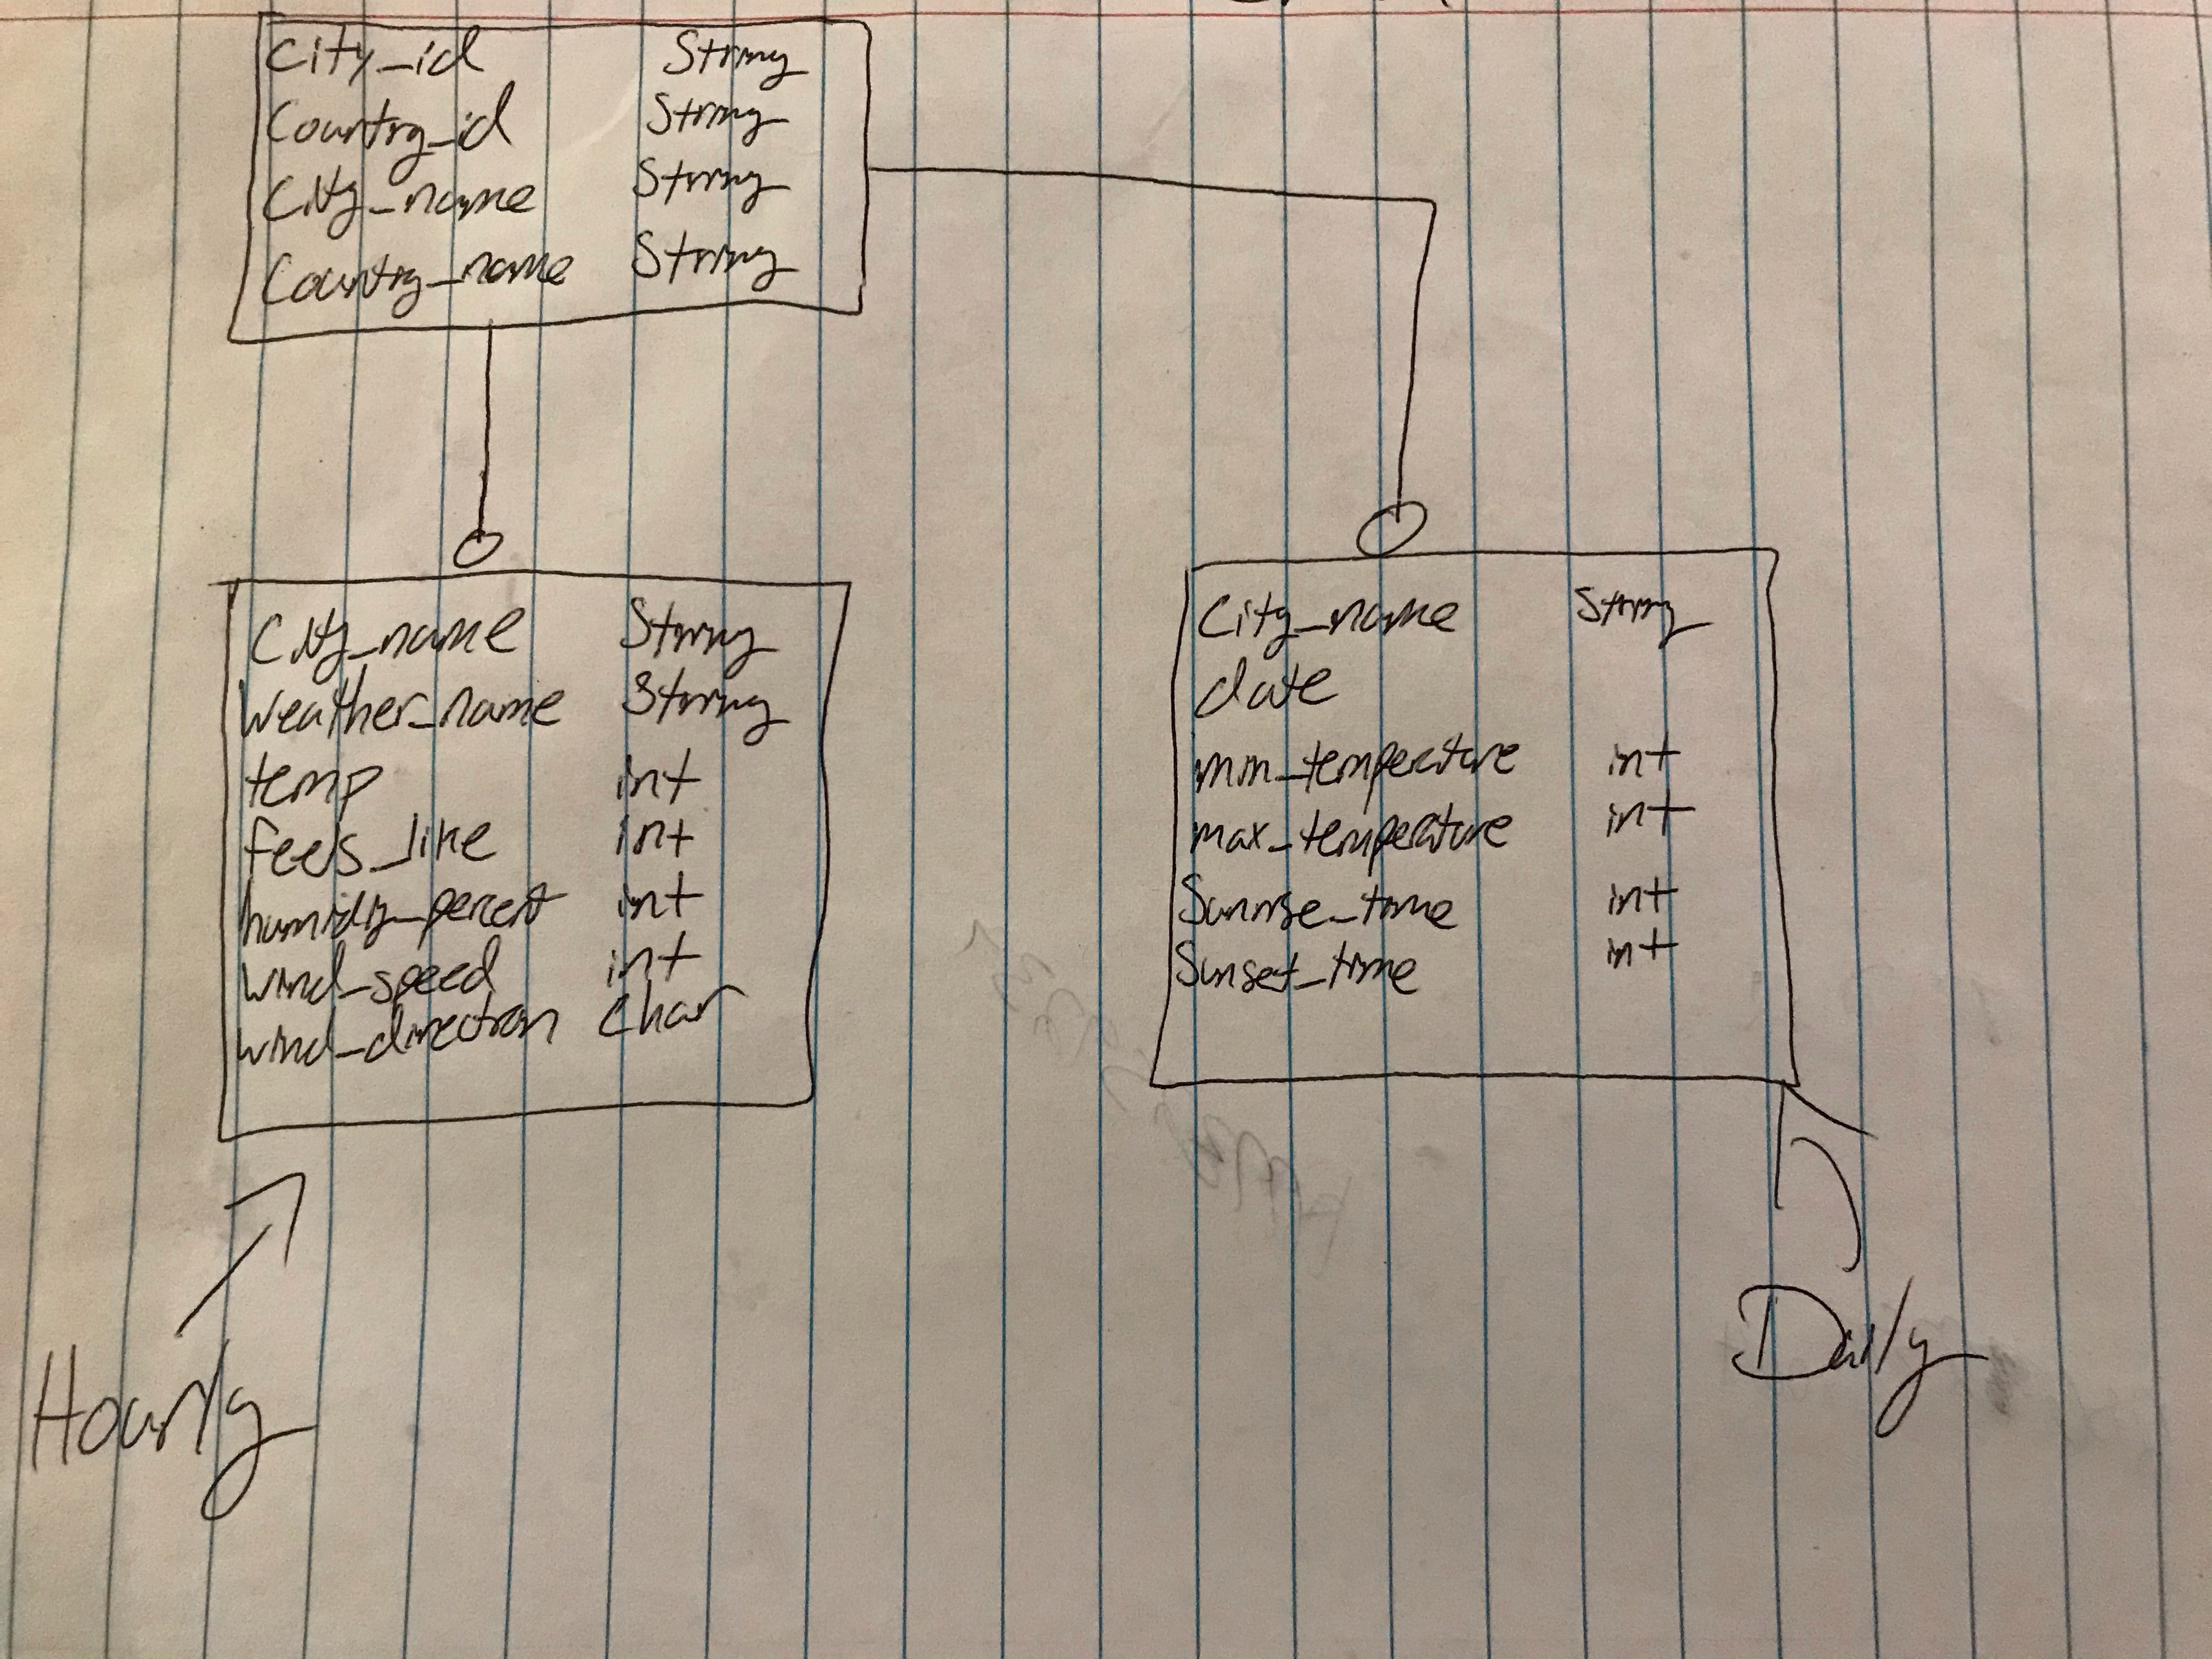 City_id String
Country_id String
City_name String
Country_name String
City_name String
weather_name String
temp int
feels_like int
humidity_percent int
wind_speed int
wind_direction char
City_name String
date
min_temperature int
max_temperature int
Sunrise_time int
Sunset_time int
Hourly
Daily